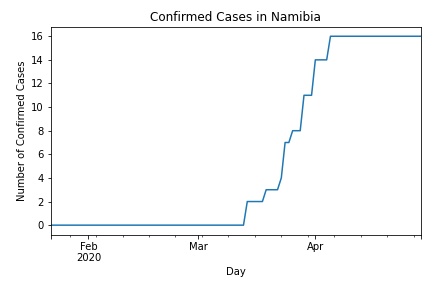 Confirmed Cases in Namibia
Number of Confirmed Cases
16
14
12
10
8
6
4
2
0
Feb
2020
Mar
Apr
Day